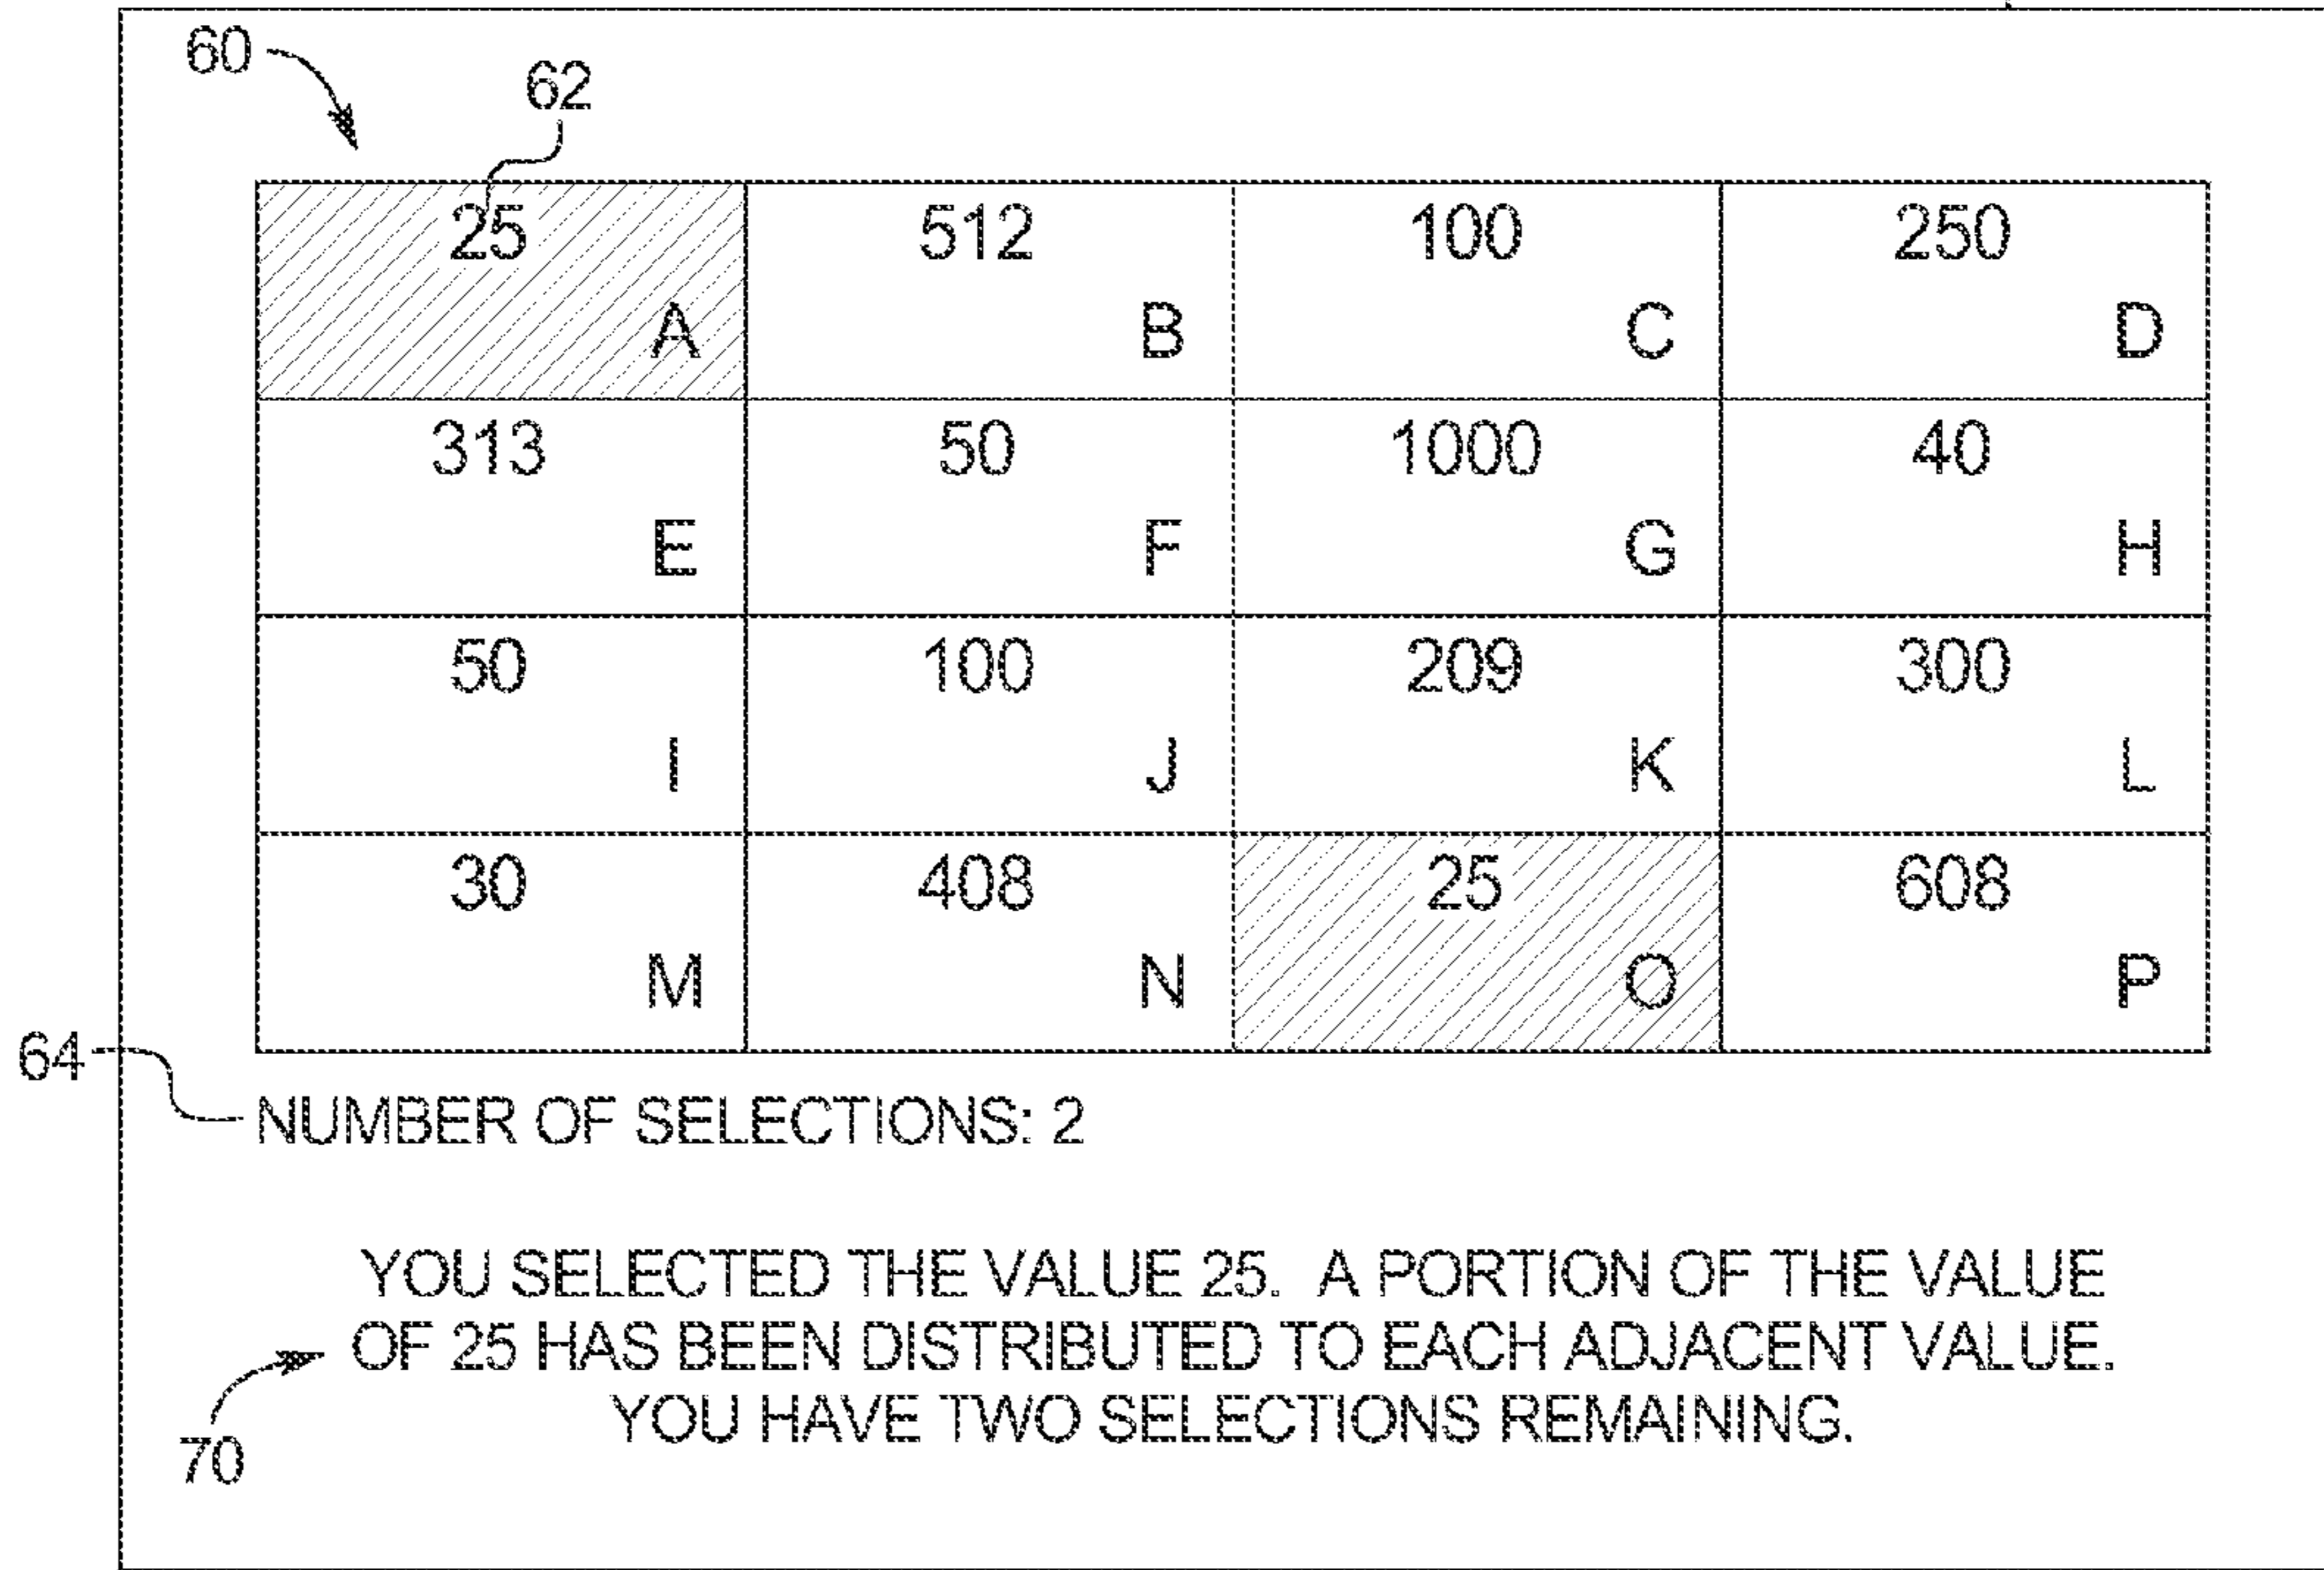 60
62
25 512 100 250
A B C D
313 50 1000 40
E F G H
50 100 209 300
I J K L
30 408 25 608
M N O P
64
NUMBER OF SELECTIONS: 2
YOU SELECTED THE VALUE 25. A PORTION OF THE VALUE
OF 25 HAS BEEN DISTRIBUTED TO EACH ADJACENT VALUE.
YOU HAVE TWO SELECTIONS REMAINING.
70